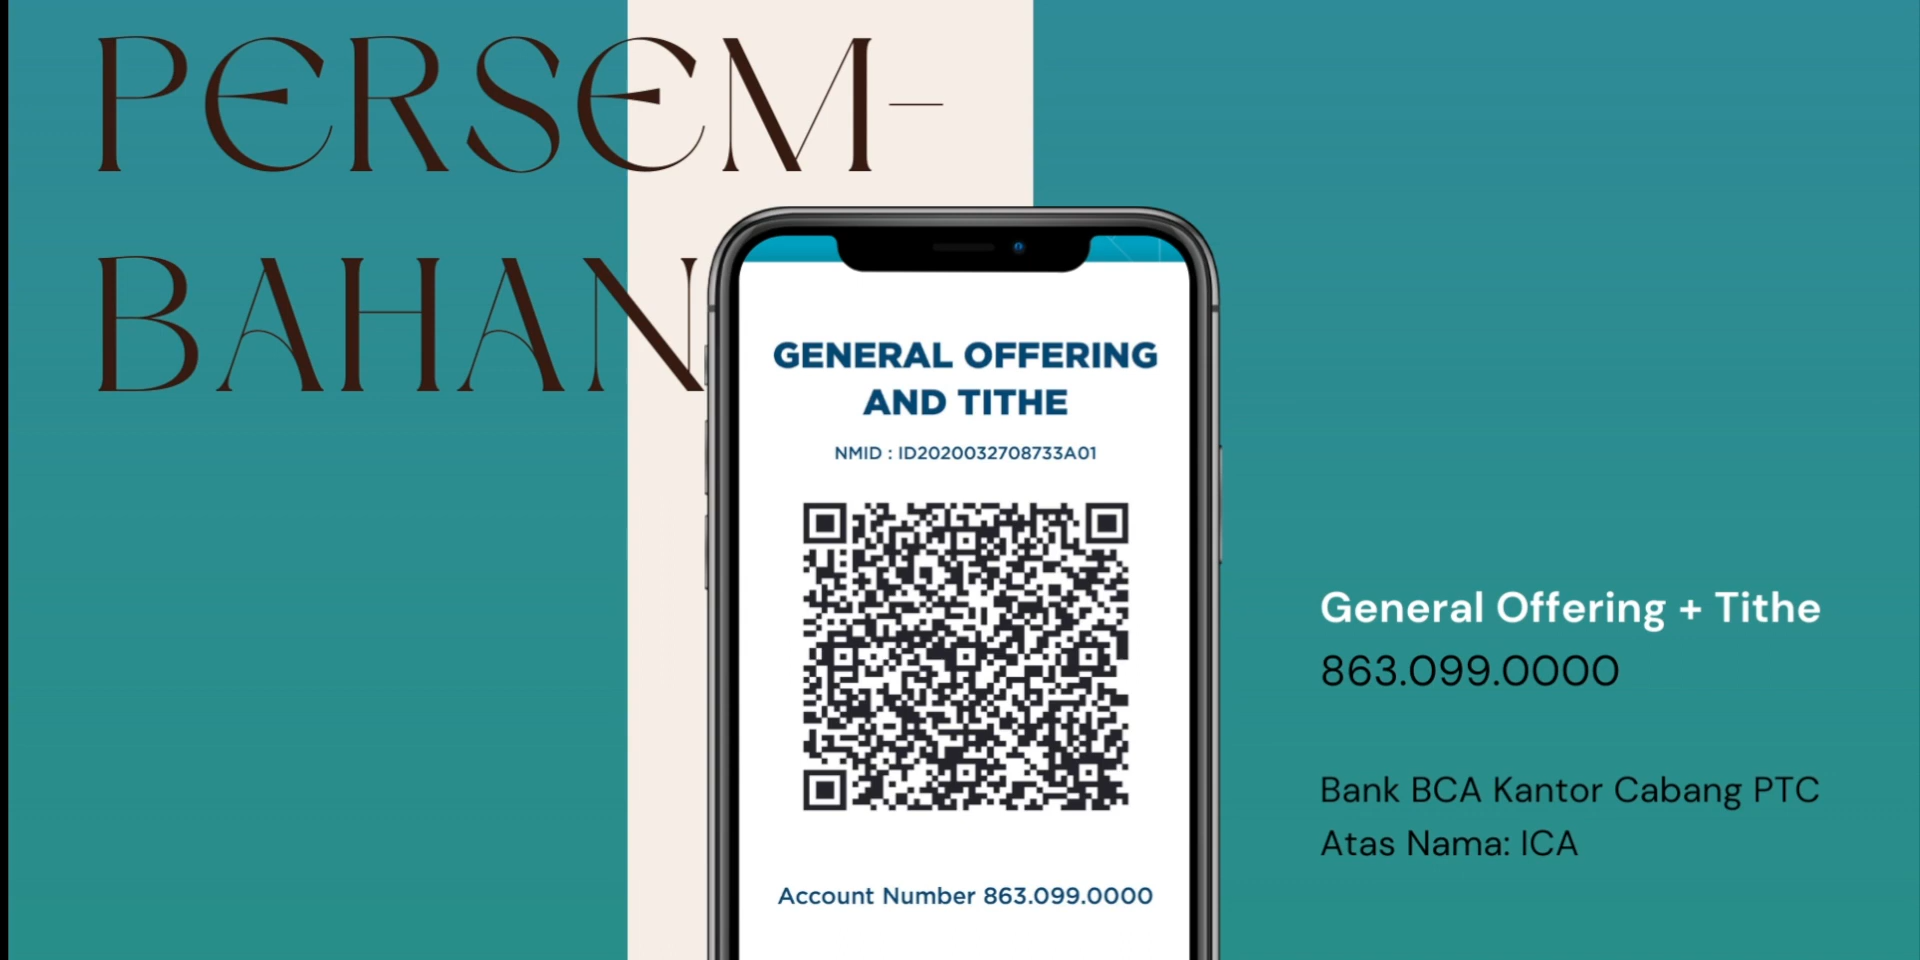 PERSEM-
BAHAN
GENERAL OFFERING
AND TITHE
NMID : ID2020032708733A01
Account Number 863.099.0000
General Offering + Tithe
863.099.0000
Bank BCA Kantor Cabang PTC
Atas Nama: ICA